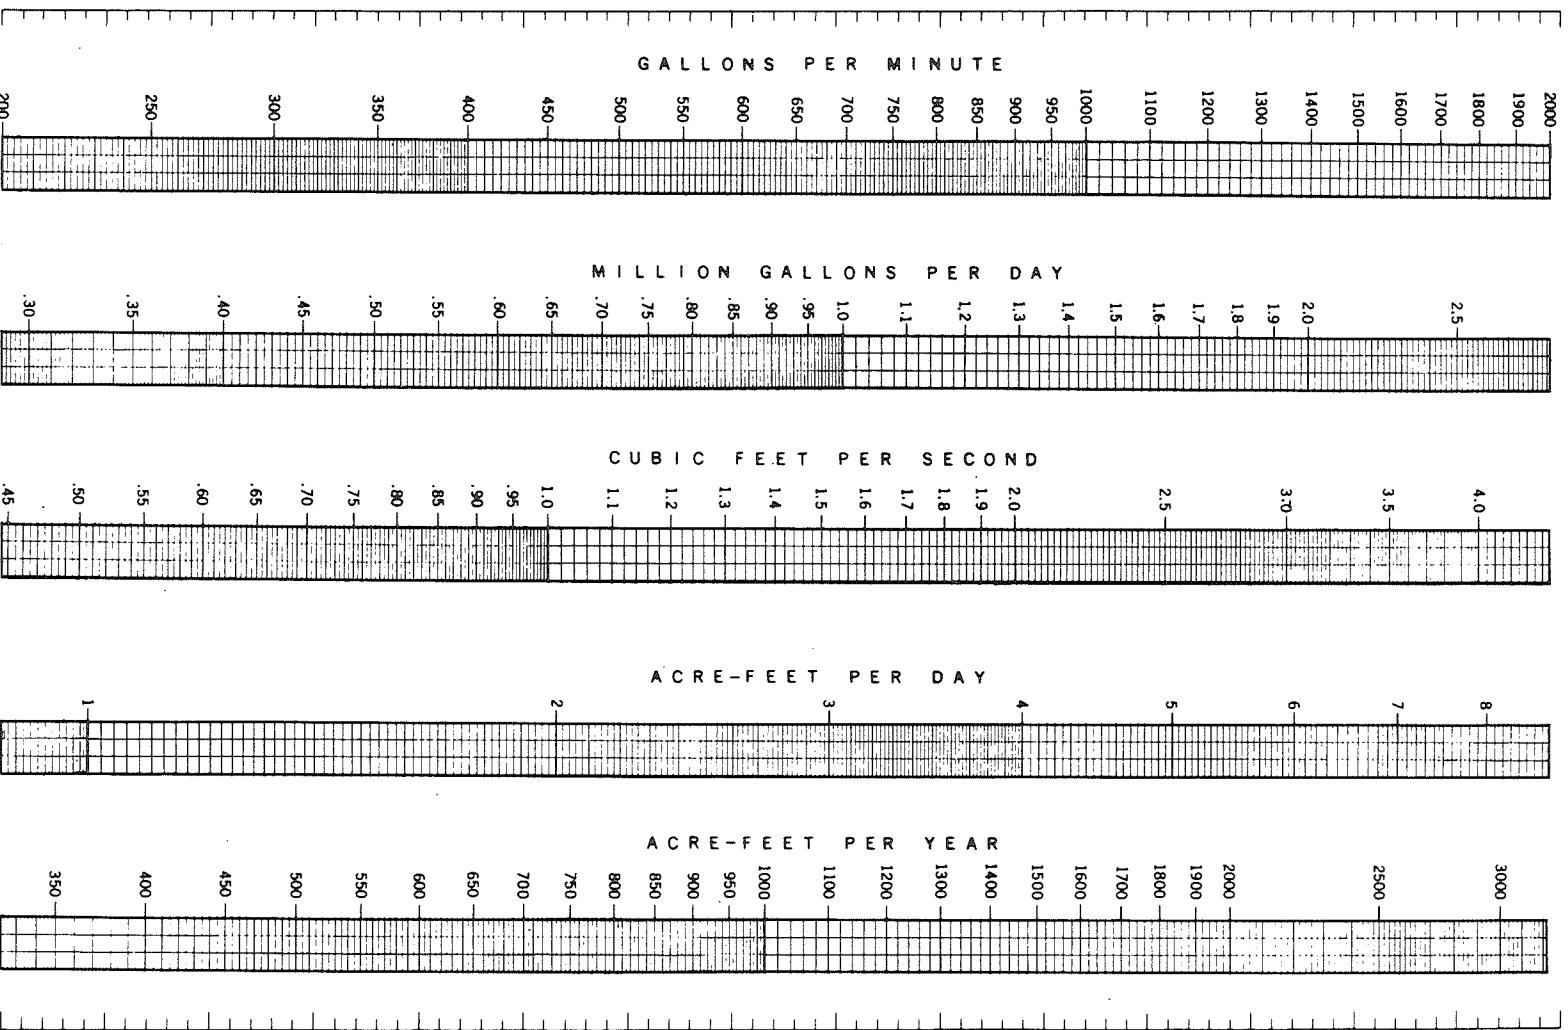 GALLONS PER MINUTE
200 250 300 350 400 450 500 550 600 650 700 750 800 850 900 950 1000 1100 1200 1300 1400 1500 1600 1700 1800 1900 2000
MILLION GALLONS PER DAY
.30 .35 .40 .45 .50 .55 .60 .65 .70 .75 .80 .85 .90 .95 1.0 1.1 1.2 1.3 1.4 1.5 1.6 1.7 1.8 1.9 2.0 2.5
CUBIC FEET PER SECOND
.45 .50 .55 .60 .65 .70 .75 .80 .85 .90 .95 1.0 1.1 1.2 1.3 1.4 1.5 1.6 1.7 1.8 1.9 2.0 2.5 3.0 3.5 4.0
ACRE-FEET PER DAY
1 2 3 4 5 6 7 8
ACRE-FEET PER YEAR
350 400 450 500 550 600 650 700 750 800 850 900 950 1000 1100 1200 1300 1400 1500 1600 1700 1800 1900 2000 2500 3000